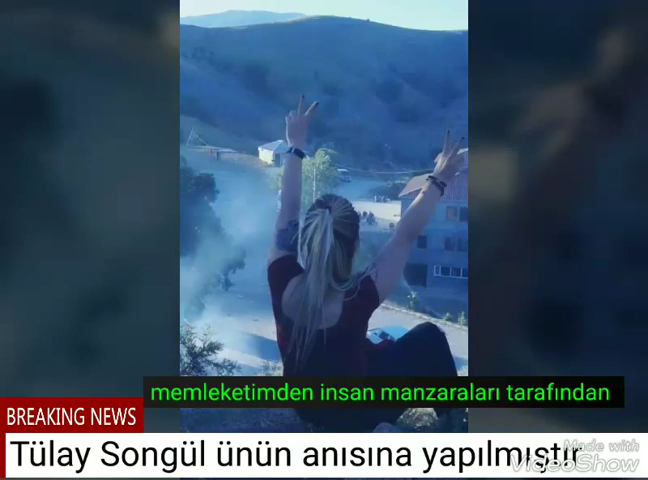 memleketimden insan manzaraları tarafından
BREAKING NEWS
Tülay Songül ünün anısına yapılmıştır
Made with
VideoShow